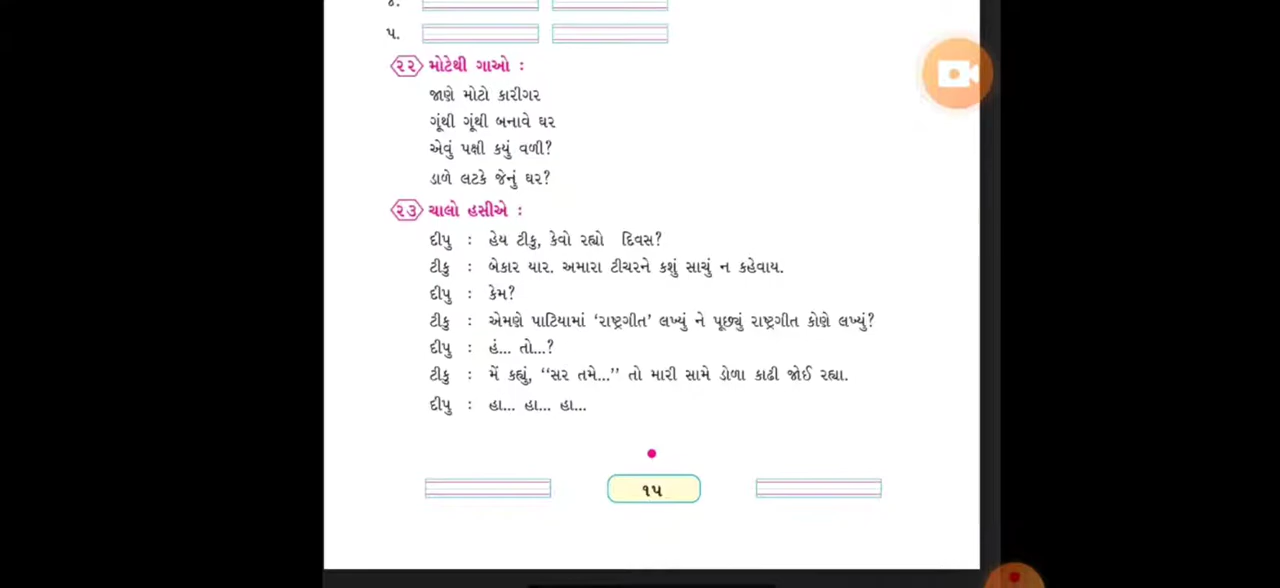 ૫.
૨૨ મોટેથી ગાઓ :
જાણે મોટો કારીગર
ગૂંથી ગૂંથી બનાવે ઘર
એવું પક્ષી કયું વળી?
ડાળે લટકે જેનું ઘર?
૨૩ ચાલો હસીએ :
દીપુ : હેય ટીકુ, કેવો રહ્યો દિવસ?
ટીકુ : બેકાર યાર. અમારા ટીચરને કશું સાચું ન કહેવાય.
દીપુ : કેમ?
ટીકુ : એમણે પાટિયામાં ‘રાષ્ટ્રગીત’ લખ્યું ને પૂછ્યું રાષ્ટ્રગીત કોણે લખ્યું?
દીપુ : હં... તો...?
ટીકુ : મેં કહ્યું, ‘‘સર તમે...’’ તો મારી સામે ડોળા કાઢી જોઈ રહ્યા.
દીપુ : હા... હા... હા...
૧૫